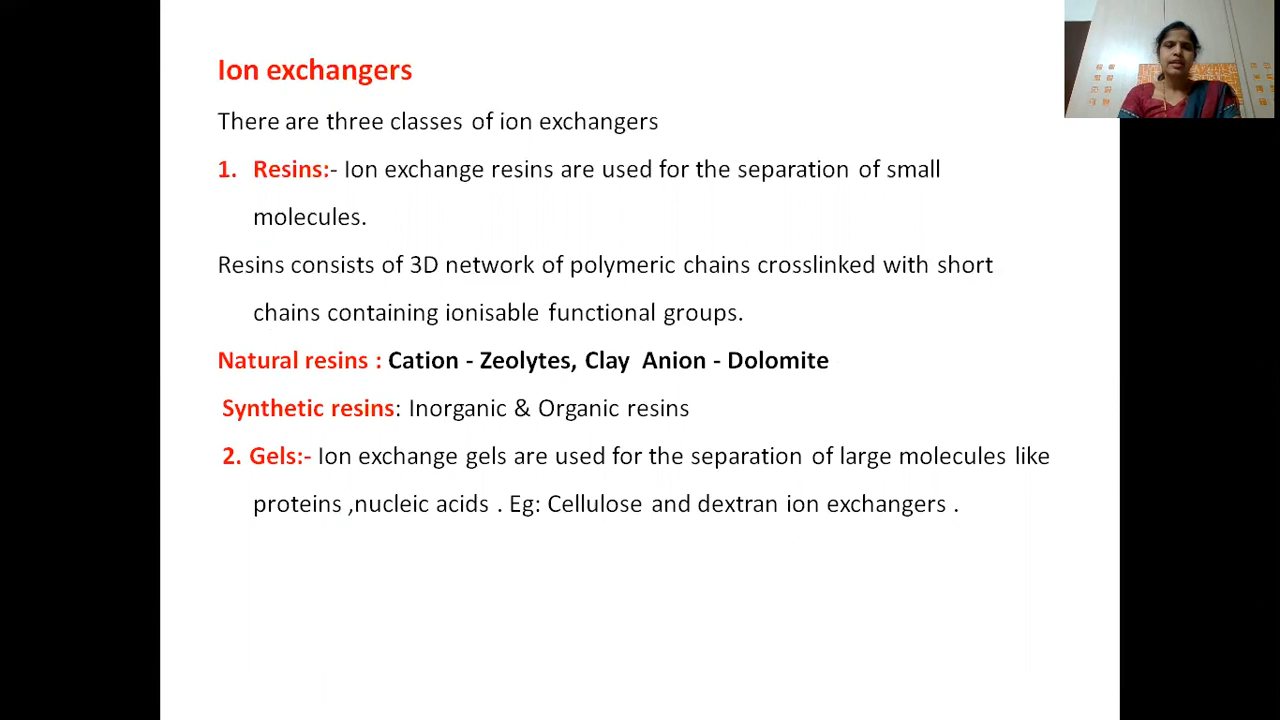 Ion exchangers
There are three classes of ion exchangers
1. Resins:- Ion exchange resins are used for the separation of small
molecules.
Resins consists of 3D network of polymeric chains crosslinked with short
chains containing ionisable functional groups.
Natural resins : Cation - Zeolytes, Clay Anion - Dolomite
Synthetic resins: Inorganic & Organic resins
2. Gels:- Ion exchange gels are used for the separation of large molecules like
proteins ,nucleic acids . Eg: Cellulose and dextran ion exchangers .